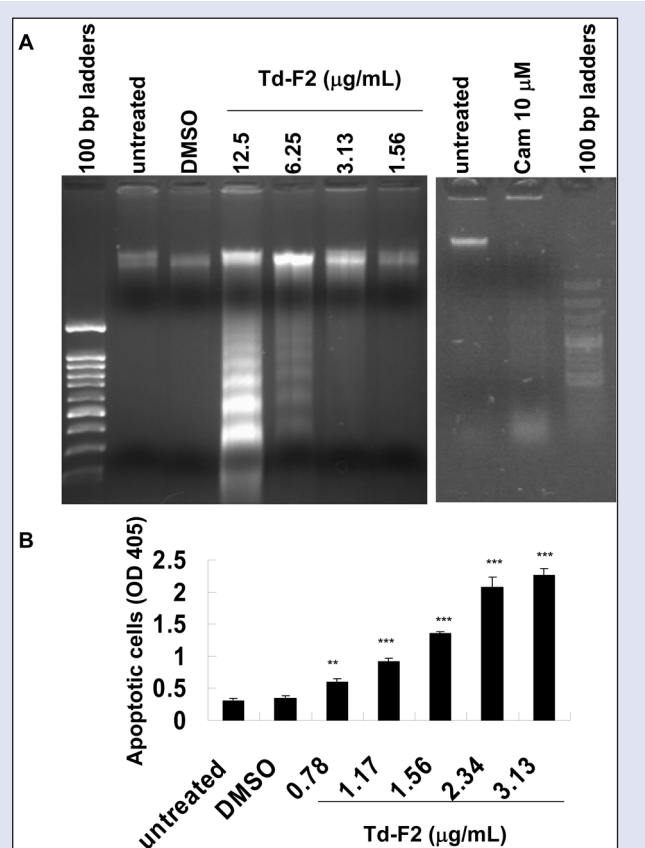 A
100 bp ladders
untreated
DMSO
Td-F2 (μg/mL)
12.5
6.25
3.13
1.56
untreated
Cam 10 μM
100 bp ladders
B
Apoptotic cells (OD 405)
2.5
2
1.5
1
0.5
0
**
***
***
***
***
untreated
DMSO
0.78
1.17
1.56
2.34
3.13
Td-F2 (μg/mL)